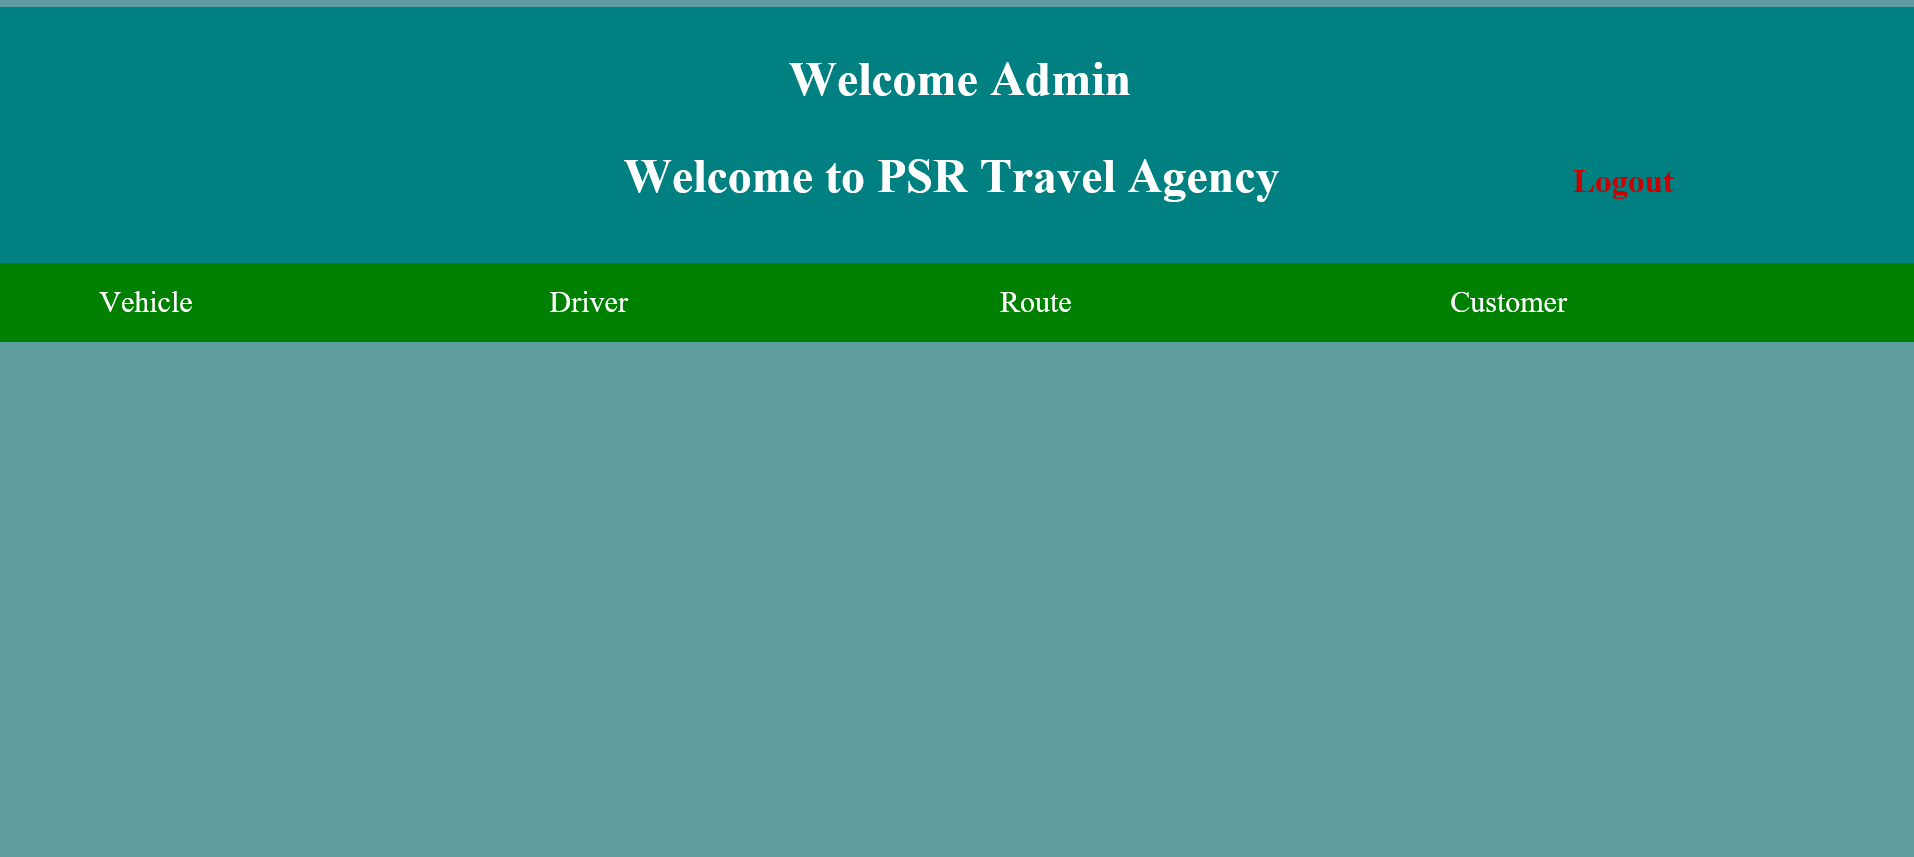 Welcome Admin
Welcome to PSR Travel Agency
Logout
Vehicle
Driver
Route
Customer